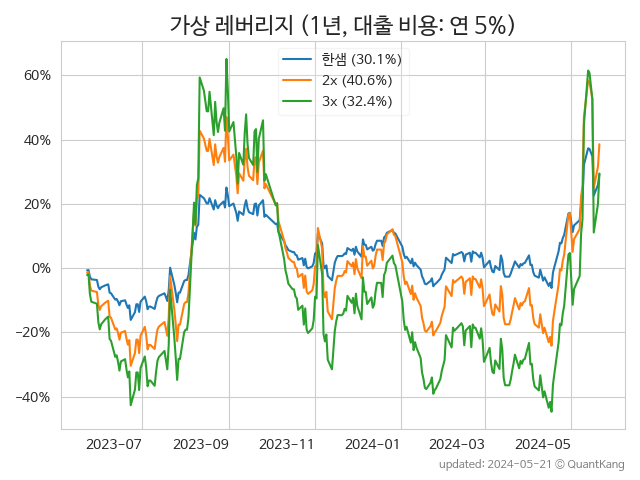 가상 레버리지 (1년, 대출 비용: 연 5%)
한샘 (30.1%)
2x (40.6%)
3x (32.4%)
60%
40%
20%
0%
−20%
−40%
2023-07
2023-09
2023-11
2024-01
2024-03
2024-05
updated: 2024-05-21 © QuantKang